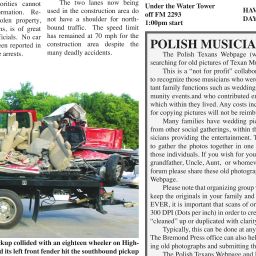 orities cannot
ormation. Re-
olen property,
ns, is of great
ficials. No car
een reported in
e arrests.
The two lanes now being
used in the construction area do
not have a shoulder for north-
bound traffic. The speed limit
has remained at 70 mph for the
construction area despite the
many deadly accidents.
ckup collided with an eighteen wheeler on High-
d its left front fender hit the southbound pickup
Under the Water Tower
off FM 2293
1:00pm start
HAV
DAY
POLISH MUSICIA
The Polish Texans Webpage (w
searching for old pictures of Texan Mu
This is a "not for profit" collabo
to recognize those musicians who were
tant family functions such as wedding
munity events and who contributed en
which within they lived. Any costs inc
for copying pictures will not be reimb
Many families have wedding pi
from other social gatherings, within th
sicians providing the entertainment. T
to gather the photos together in one
those individuals. If you wish for you
grandfather, Uncle, Aunt, or whomev
forum please share these old photogra
Webpage.
Please note that organizing group w
keep the originals in your family and
EVER, it is important that scans of or
300 DPI (Dots per inch) in order to crea
"cleaned" up or duplicated with clarity
Typically, this can be done at any
The Bremond Press office can also hel
ing old photographs and submitting th
The Polish Texans Webpage and